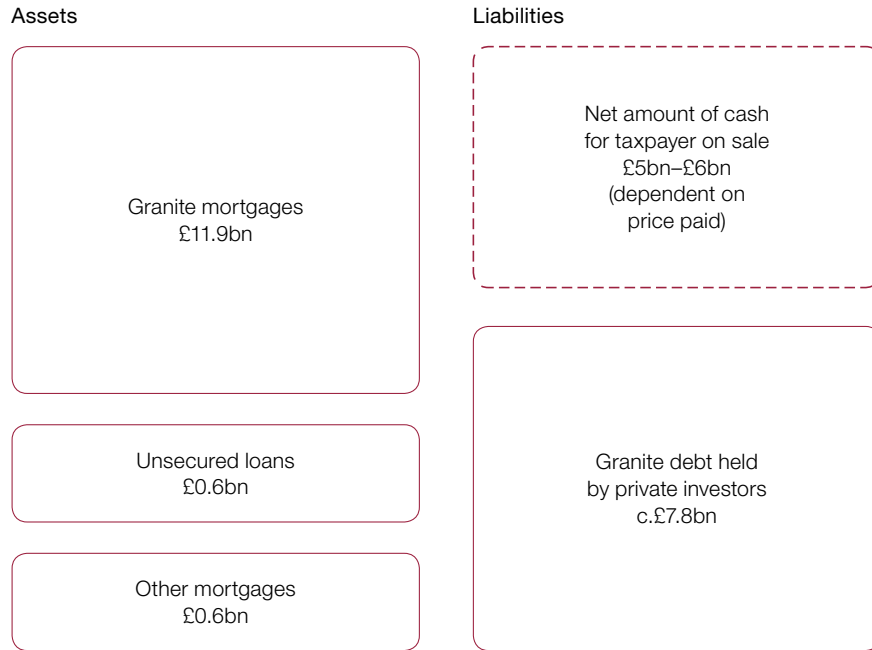 Assets
Granite mortgages
£11.9bn
Unsecured loans
£0.6bn
Other mortgages
£0.6bn
Liabilities
Net amount of cash
for taxpayer on sale
£5bn–£6bn
(dependent on
price paid)
Granite debt held
by private investors
c.£7.8bn